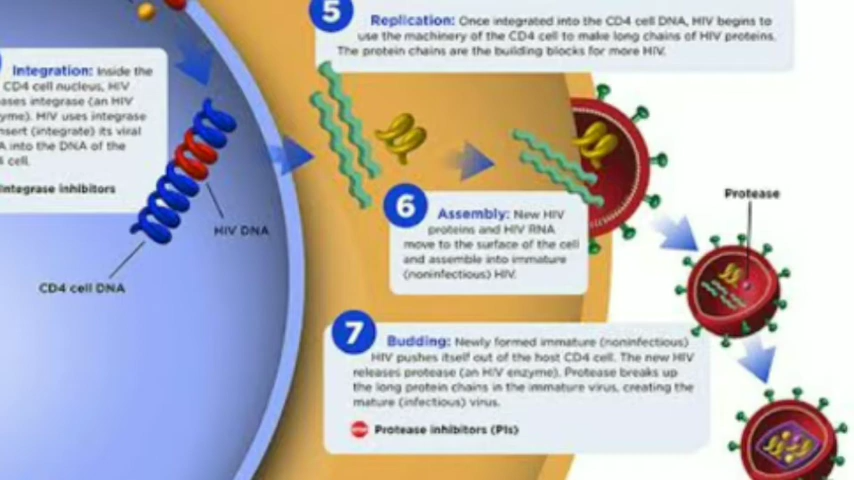 5
Replication: Once integrated into the CD4 cell DNA, HIV begins to
use the machinery of the CD4 cell to make long chains of HIV proteins.
The protein chains are the building blocks for more HIV.
Integration: Inside the
CD4 cell nucleus, HIV
ases integrase (an HIV
yme). HIV uses integrase
nsert (integrate) its viral
A into the DNA of the
4 cell.
Integrase inhibitors
HIV DNA
CD4 cell DNA
6
Assembly: New HIV
proteins and HIV RNA
move to the surface of the cell
and assemble into immature
(noninfectious) HIV.
Protease
7
Budding: Newly formed immature (noninfectious)
HIV pushes itself out of the host CD4 cell. The new HIV
releases protease (an HIV enzyme). Protease breaks up
the long protein chains in the immature virus, creating the
mature (infectious) virus.
Protease inhibitors (PIs)